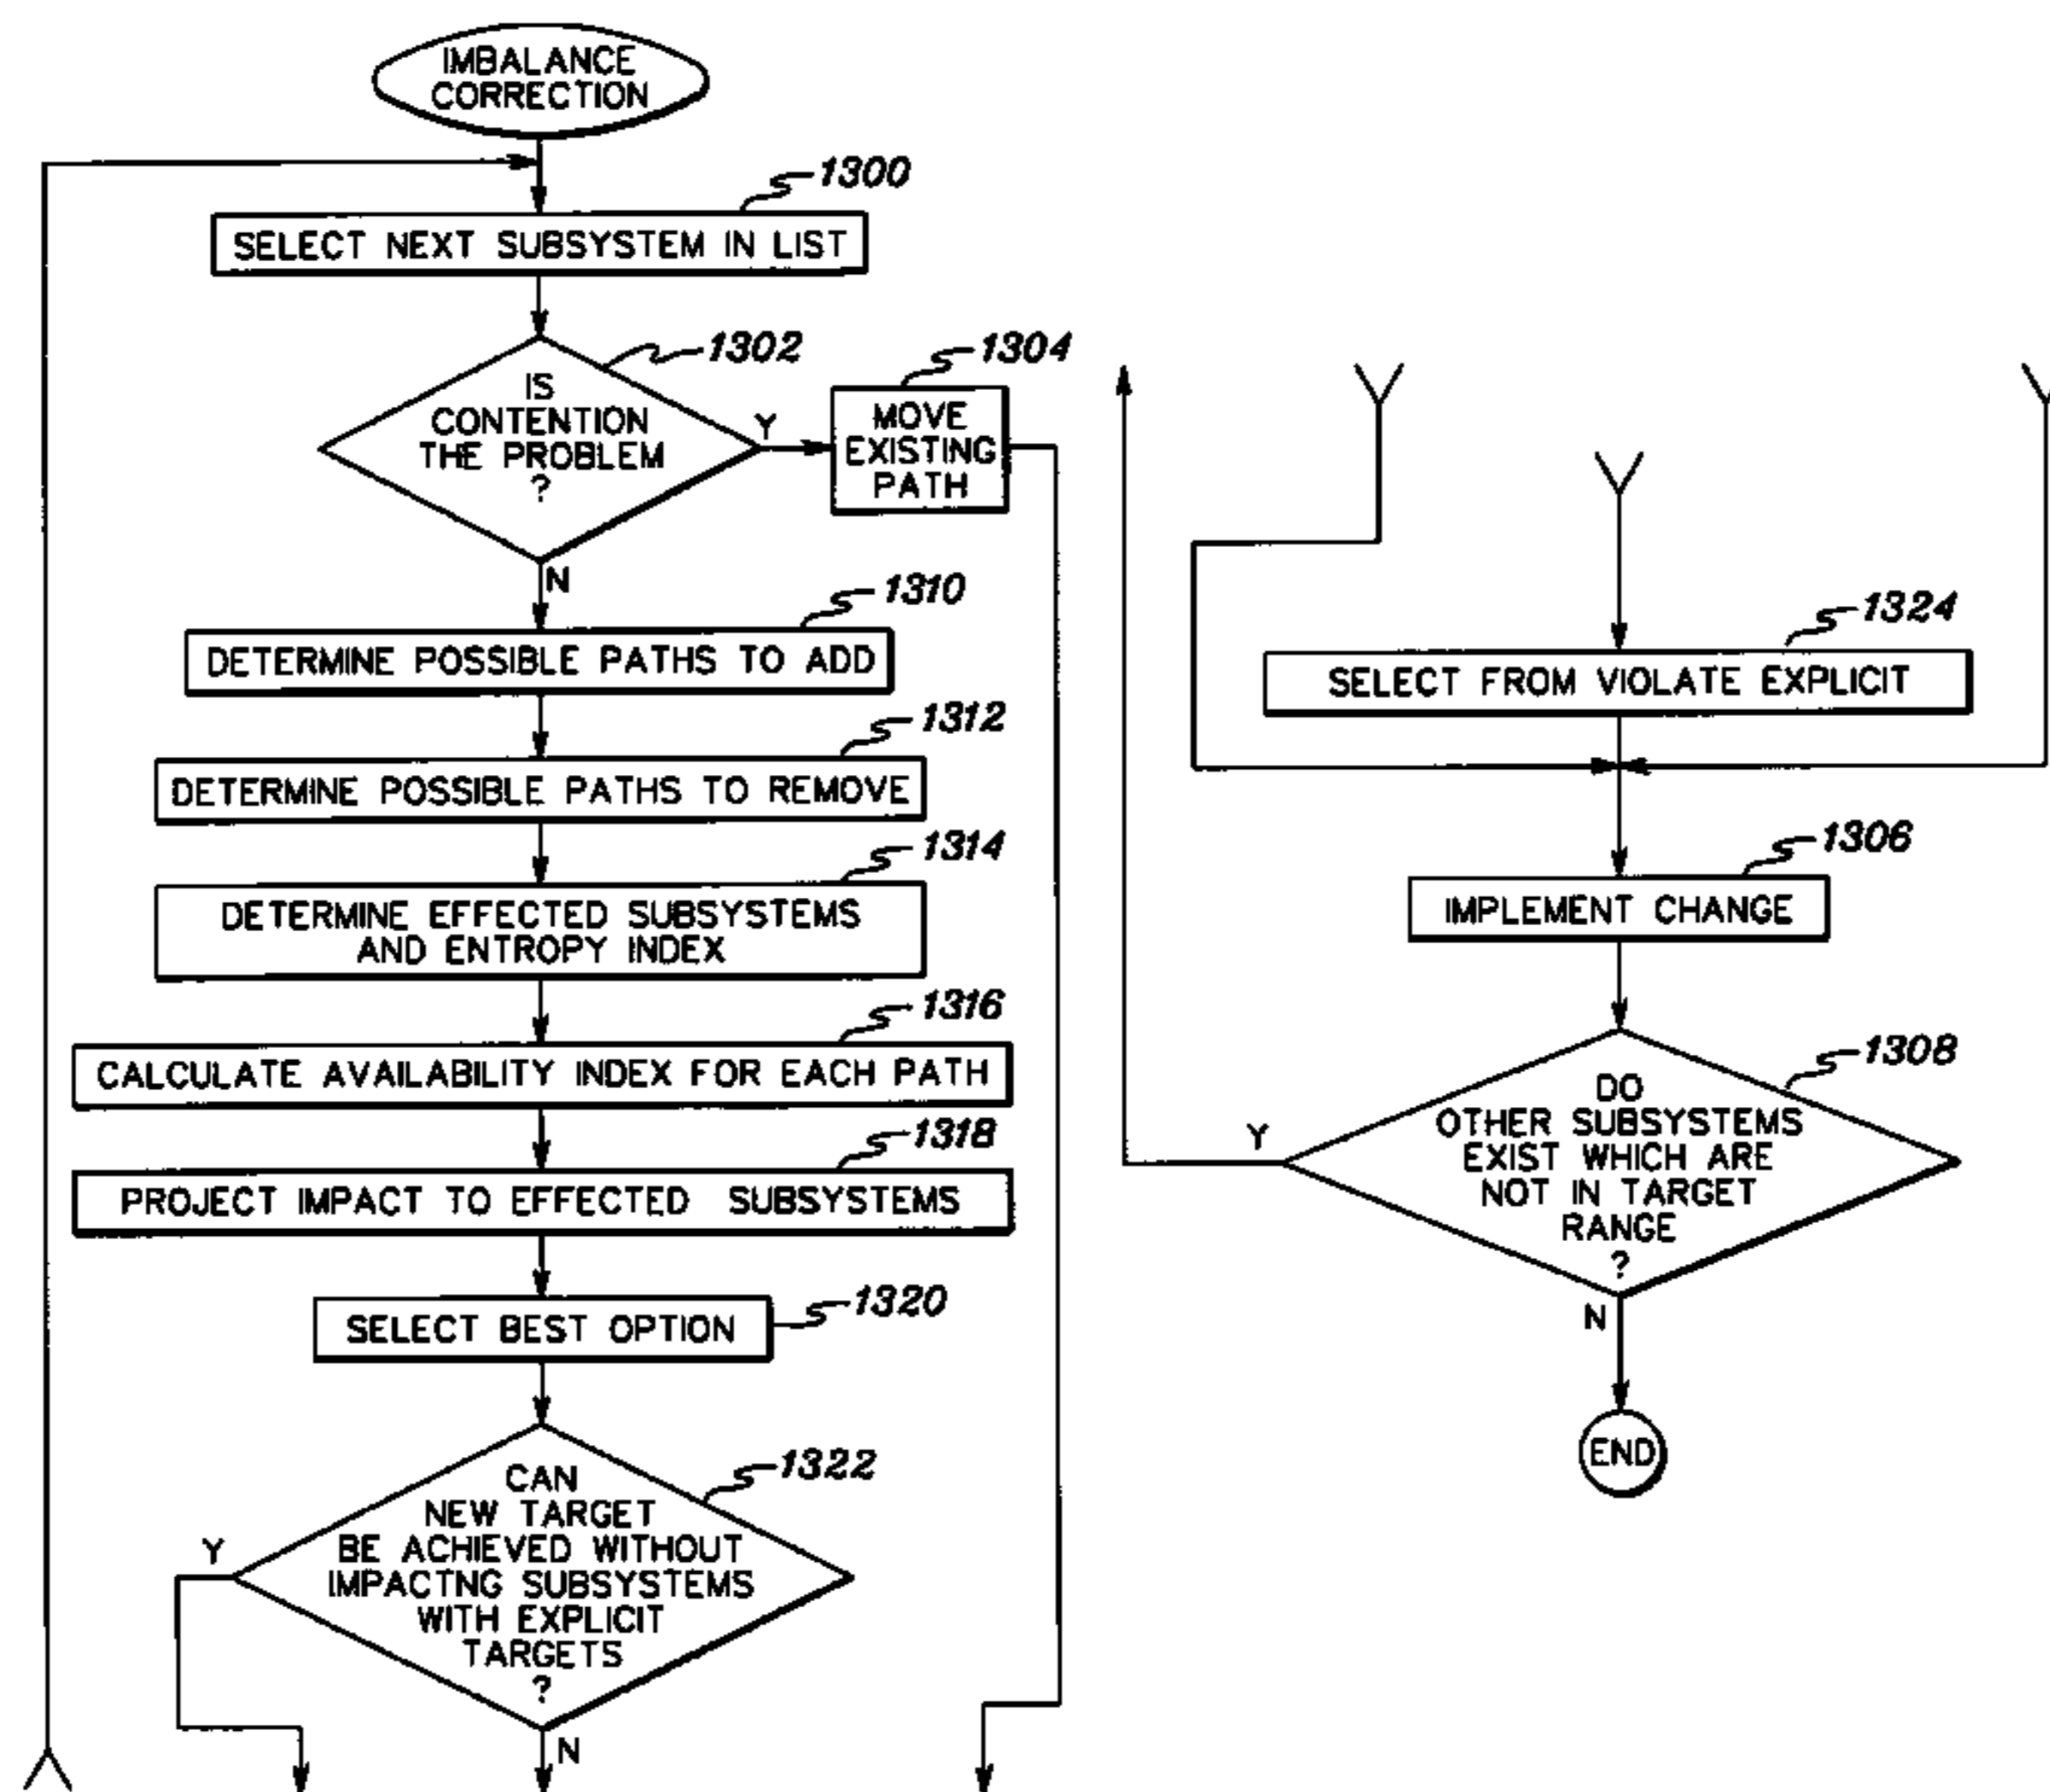 IMBALANCE
CORRECTION
1300
SELECT NEXT SUBSYSTEM IN LIST
1302
IS
CONTENTION
THE PROBLEM
?
Y
1304
MOVE
EXISTING
PATH
N
1310
DETERMINE POSSIBLE PATHS TO ADD
1312
DETERMINE POSSIBLE PATHS TO REMOVE
1314
DETERMINE EFFECTED SUBSYSTEMS
AND ENTROPY INDEX
1316
CALCULATE AVAILABILITY INDEX FOR EACH PATH
1318
PROJECT IMPACT TO EFFECTED SUBSYSTEMS
1320
SELECT BEST OPTION
1322
CAN
NEW TARGET
BE ACHIEVED WITHOUT
IMPACTNG SUBSYSTEMS
WITH EXPLICIT
TARGETS
?
Y
N
1324
SELECT FROM VIOLATE EXPLICIT
1306
IMPLEMENT CHANGE
1308
DO
OTHER SUBSYSTEMS
EXIST WHICH ARE
NOT IN TARGET
RANGE
?
Y
N
END